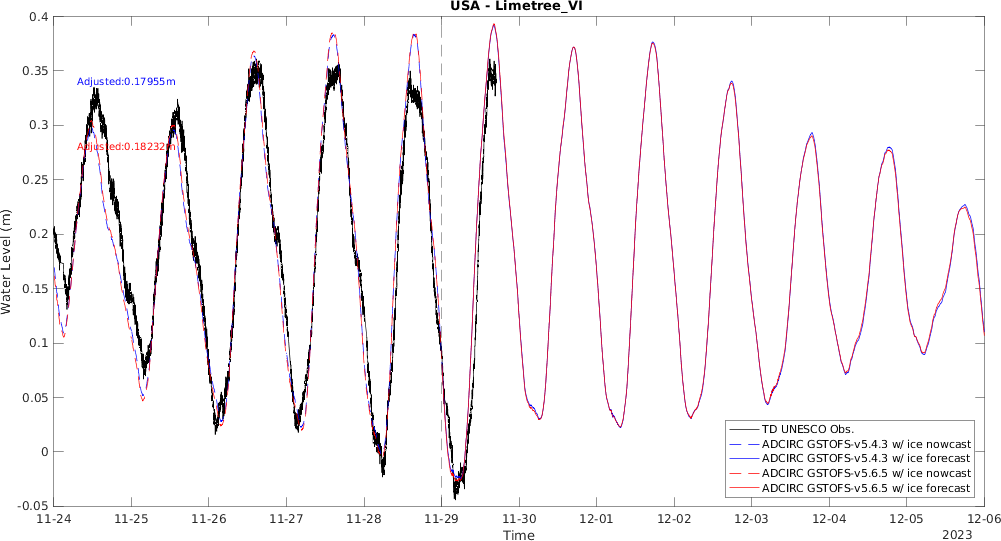 USA - Limetree_VI
0.4
0.35
0.3
0.25
0.2
0.15
0.1
0.05
0
-0.05
Water Level (m)
Adjusted:0.17955m
Adjusted:0.18232m
TD UNESCO Obs.
ADCIRC GSTOFS-v5.4.3 w/ ice nowcast
ADCIRC GSTOFS-v5.4.3 w/ ice forecast
ADCIRC GSTOFS-v5.6.5 w/ ice nowcast
ADCIRC GSTOFS-v5.6.5 w/ ice forecast
11-24 11-25 11-26 11-27 11-28 11-29 11-30 12-01 12-02 12-03 12-04 12-05 12-06
Time
2023